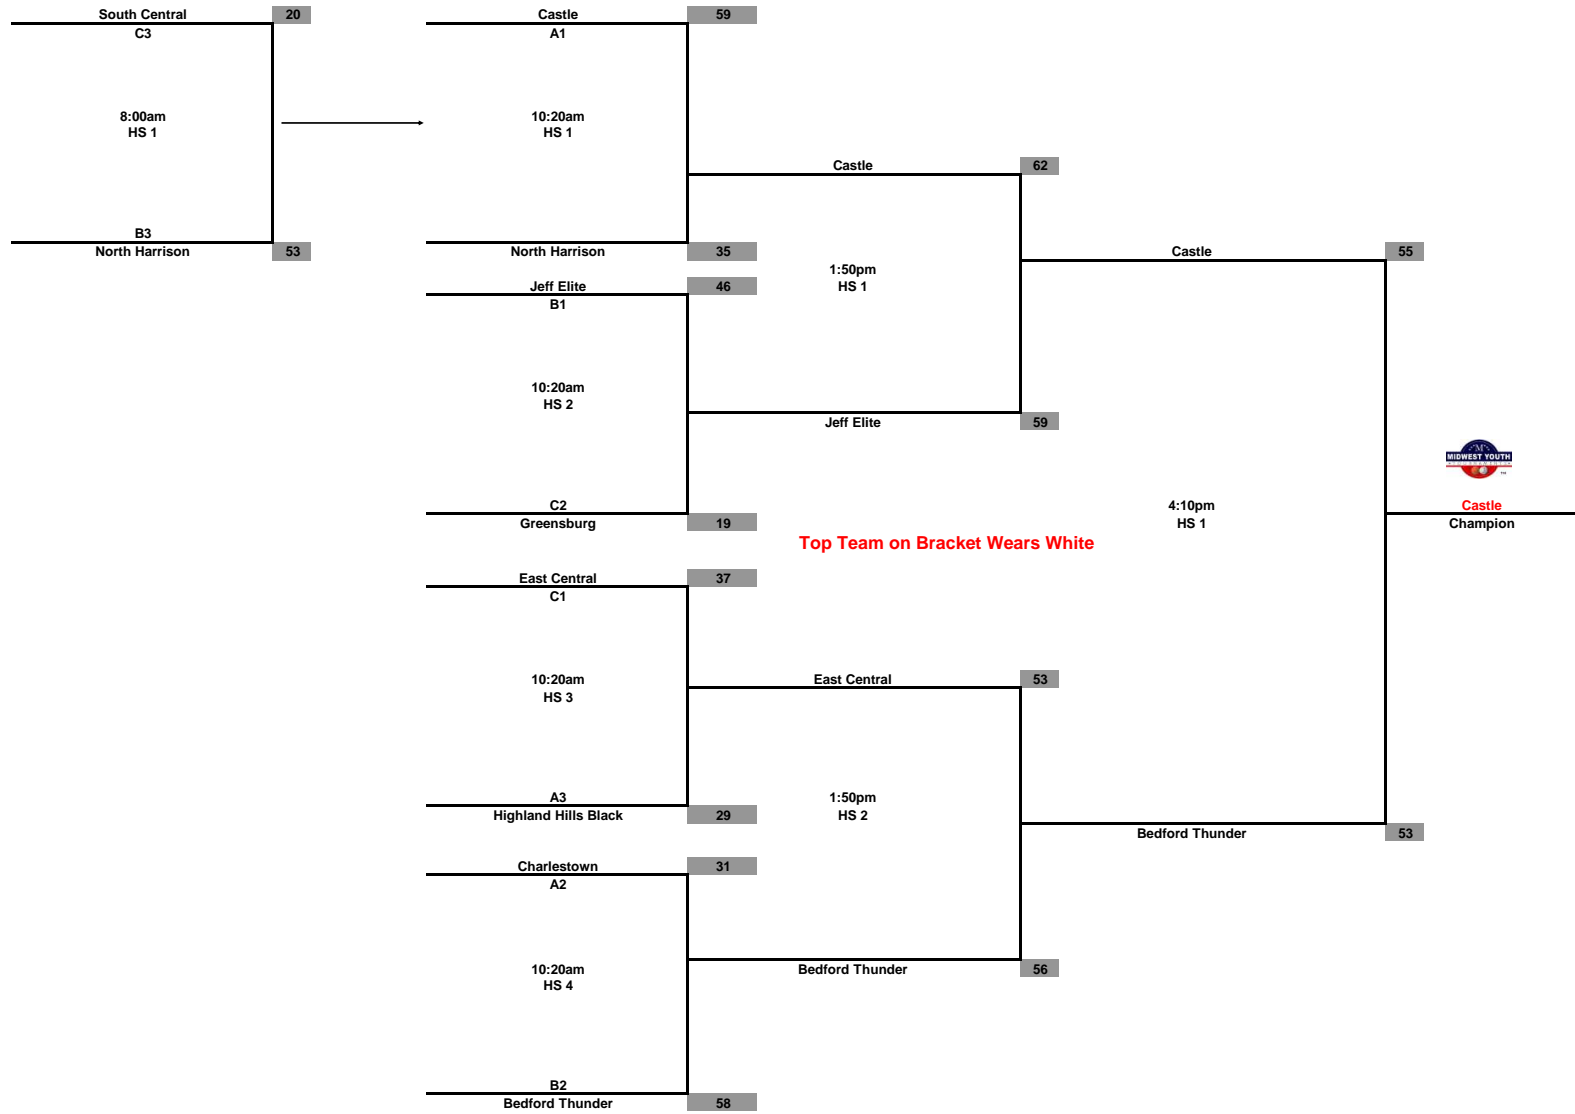 South Central 20
C3
8:00am
HS 1
B3
North Harrison 53
Castle 59
A1
10:20am
HS 1
North Harrison 35
Jeff Elite 46
B1
10:20am
HS 2
C2
Greensburg 19
East Central 37
C1
10:20am
HS 3
A3
Highland Hills Black 29
Charlestown 31
A2
10:20am
HS 4
B2
Bedford Thunder 58
Castle 62
1:50pm
HS 1
Jeff Elite 59
Top Team on Bracket Wears White
East Central 53
1:50pm
HS 2
Bedford Thunder 56
Castle 55
4:10pm
HS 1
Bedford Thunder 53
M
MIDWEST YOUTH
Castle
Champion